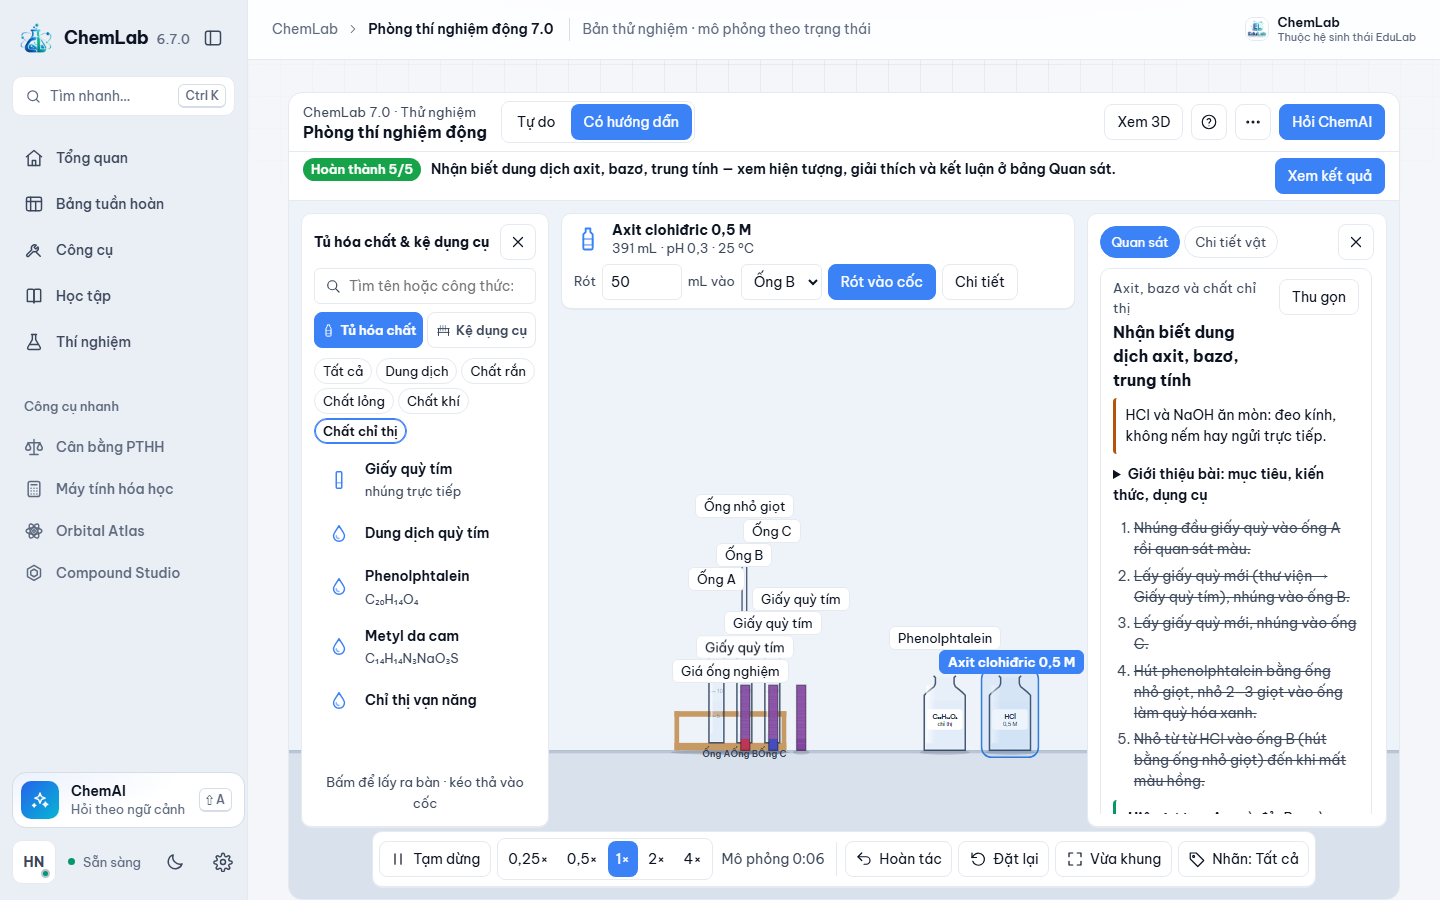 ChemLab 6.7.0
Tìm nhanh... Ctrl K
Tổng quan
Bảng tuần hoàn
Công cụ
Học tập
Thí nghiệm
Công cụ nhanh
Cân bằng PTHH
Máy tính hóa học
Orbital Atlas
Compound Studio
ChemAI
Hỏi theo ngữ cảnh
⇧A
HN
Sẵn sàng
ChemLab > Phòng thí nghiệm động 7.0
Bản thử nghiệm · mô phỏng theo trạng thái
ChemLab
Thuộc hệ sinh thái EduLab
ChemLab 7.0 · Thử nghiệm
Phòng thí nghiệm động
Tự do
Có hướng dẫn
Xem 3D
Hỏi ChemAI
Hoàn thành 5/5
Nhận biết dung dịch axit, bazơ, trung tính — xem hiện tượng, giải thích và kết luận ở bảng Quan sát.
Xem kết quả
Tủ hóa chất & kệ dụng cụ
Tìm tên hoặc công thức:
Tủ hóa chất
Kệ dụng cụ
Tất cả
Dung dịch
Chất rắn
Chất lỏng
Chất khí
Chất chỉ thị
Giấy quỳ tím
nhúng trực tiếp
Dung dịch quỳ tím
Phenolphtalein
C₂₀H₁₄O₄
Metyl da cam
C₁₄H₁₄N₃NaO₃S
Chỉ thị vạn năng
Bấm để lấy ra bàn · kéo thả vào
cốc
Axit clohiđric 0,5 M
391 mL · pH 0,3 · 25 °C
Rót 50 mL vào Ống B
Rót vào cốc
Chi tiết
Ống nhỏ giọt
Ống C
Ống B
Ống A
Giấy quỳ tím
Giấy quỳ tím
Giấy quỳ tím
Giá ống nghiệm
Ống A Ống B Ống C
Phenolphtalein
Axit clohiđric 0,5 M
C₂₀H₁₄O₄
chỉ thị
HCl
0,5 M
Quan sát
Chi tiết vật
Axit, bazơ và chất chỉ
thị
Thu gọn
Nhận biết dung
dịch axit, bazơ,
trung tính
HCl và NaOH ăn mòn: đeo kính,
không nếm hay ngửi trực tiếp.
Giới thiệu bài: mục tiêu, kiến
thức, dụng cụ
1. Nhúng đầu giấy quỳ vào ống A
rồi quan sát màu.
2. Lấy giấy quỳ mới (thư viện →
Giấy quỳ tím), nhúng vào ống B.
3. Lấy giấy quỳ mới, nhúng vào ống
C.
4. Hút phenolphtalein bằng ống
nhỏ giọt, nhỏ 2–3 giọt vào ống
làm quỳ hóa xanh.
5. Nhỏ từ từ HCl vào ống B (hút
bằng ống nhỏ giọt) đến khi mất
màu hồng.
Tạm dừng
0,25×
0,5×
1×
2×
4×
Mô phỏng 0:06
Hoàn tác
Đặt lại
Vừa khung
Nhãn: Tất cả